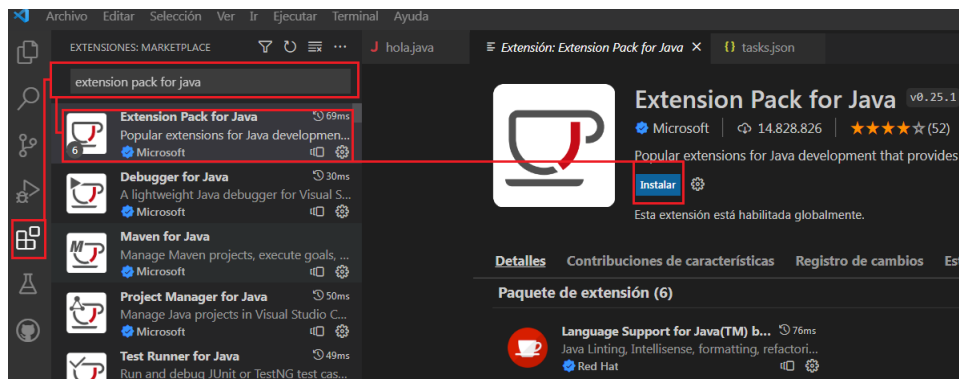 Archivo Editar Selección Ver Ir Ejecutar Terminal Ayuda
EXTENSIONES: MARKETPLACE
extension pack for java
Extension Pack for Java 69ms
Popular extensions for Java developmen...
Microsoft
6
Debugger for Java 30ms
A lightweight Java debugger for Visual S...
Microsoft
Maven for Java
Manage Maven projects, execute goals, ...
Microsoft
Project Manager for Java 50ms
Manage Java projects in Visual Studio C...
Microsoft
Test Runner for Java 49ms
Run and debug JUnit or TestNG test cas...
J hola.java
Extensión: Extension Pack for Java
{} tasks.json
Extension Pack for Java v0.25.1
Microsoft 14.828.826 (52)
Popular extensions for Java development that provides
Instalar
Esta extensión está habilitada globalmente.
Detalles Contribuciones de características Registro de cambios Es
Paquete de extensión (6)
Language Support for Java(TM) b... 76ms
Java Linting, Intellisense, formatting, refactori...
Red Hat